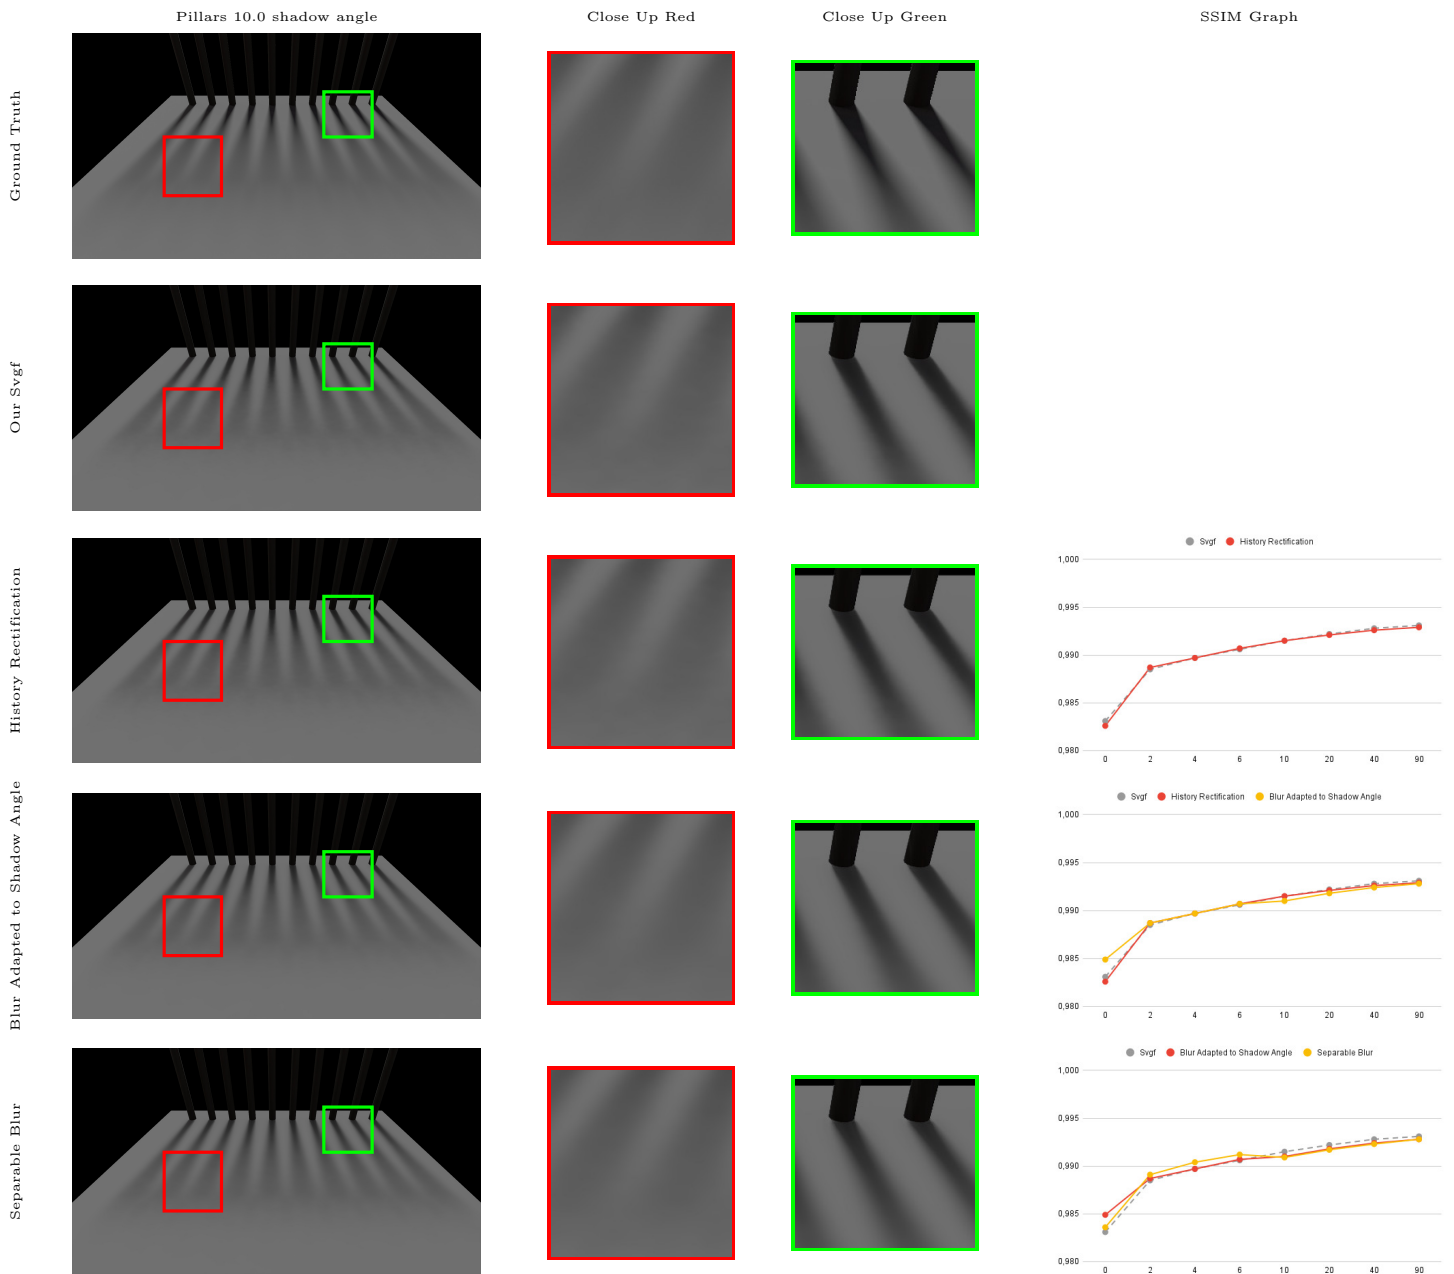 Pillars 10.0 shadow angle
Close Up Red
Close Up Green
SSIM Graph
Ground Truth
Our Svgf
History Rectification
Svgf
History Rectification
1,000
0,995
0,990
0,985
0,980
0 2 4 6 10 20 40 90
Blur Adapted to Shadow Angle
Svgf
History Rectification
Blur Adapted to Shadow Angle
1,000
0,995
0,990
0,985
0,980
0 2 4 6 10 20 40 90
Separable Blur
Svgf
Blur Adapted to Shadow Angle
Separable Blur
1,000
0,995
0,990
0,985
0,980
0 2 4 6 10 20 40 90